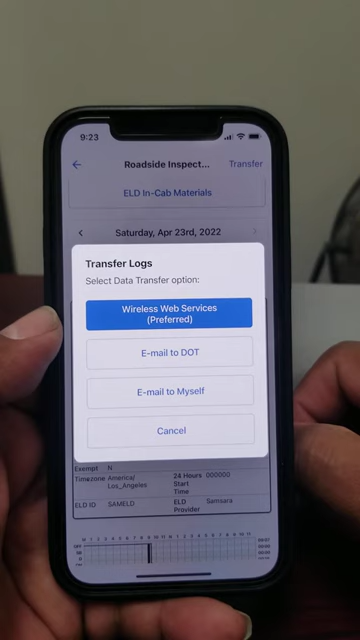 9:23
Roadside Inspect...
Transfer
ELD In-Cab Materials
Saturday, Apr 23rd, 2022
Transfer Logs
Select Data Transfer option:
Wireless Web Services
(Preferred)
E-mail to DOT
E-mail to Myself
Cancel
Exempt N
Timezone America/
Los_Angeles
24 Hours 000000
Start
Time
ELD ID SAMELD
ELD Samsara
Provider
OFF
SB
D